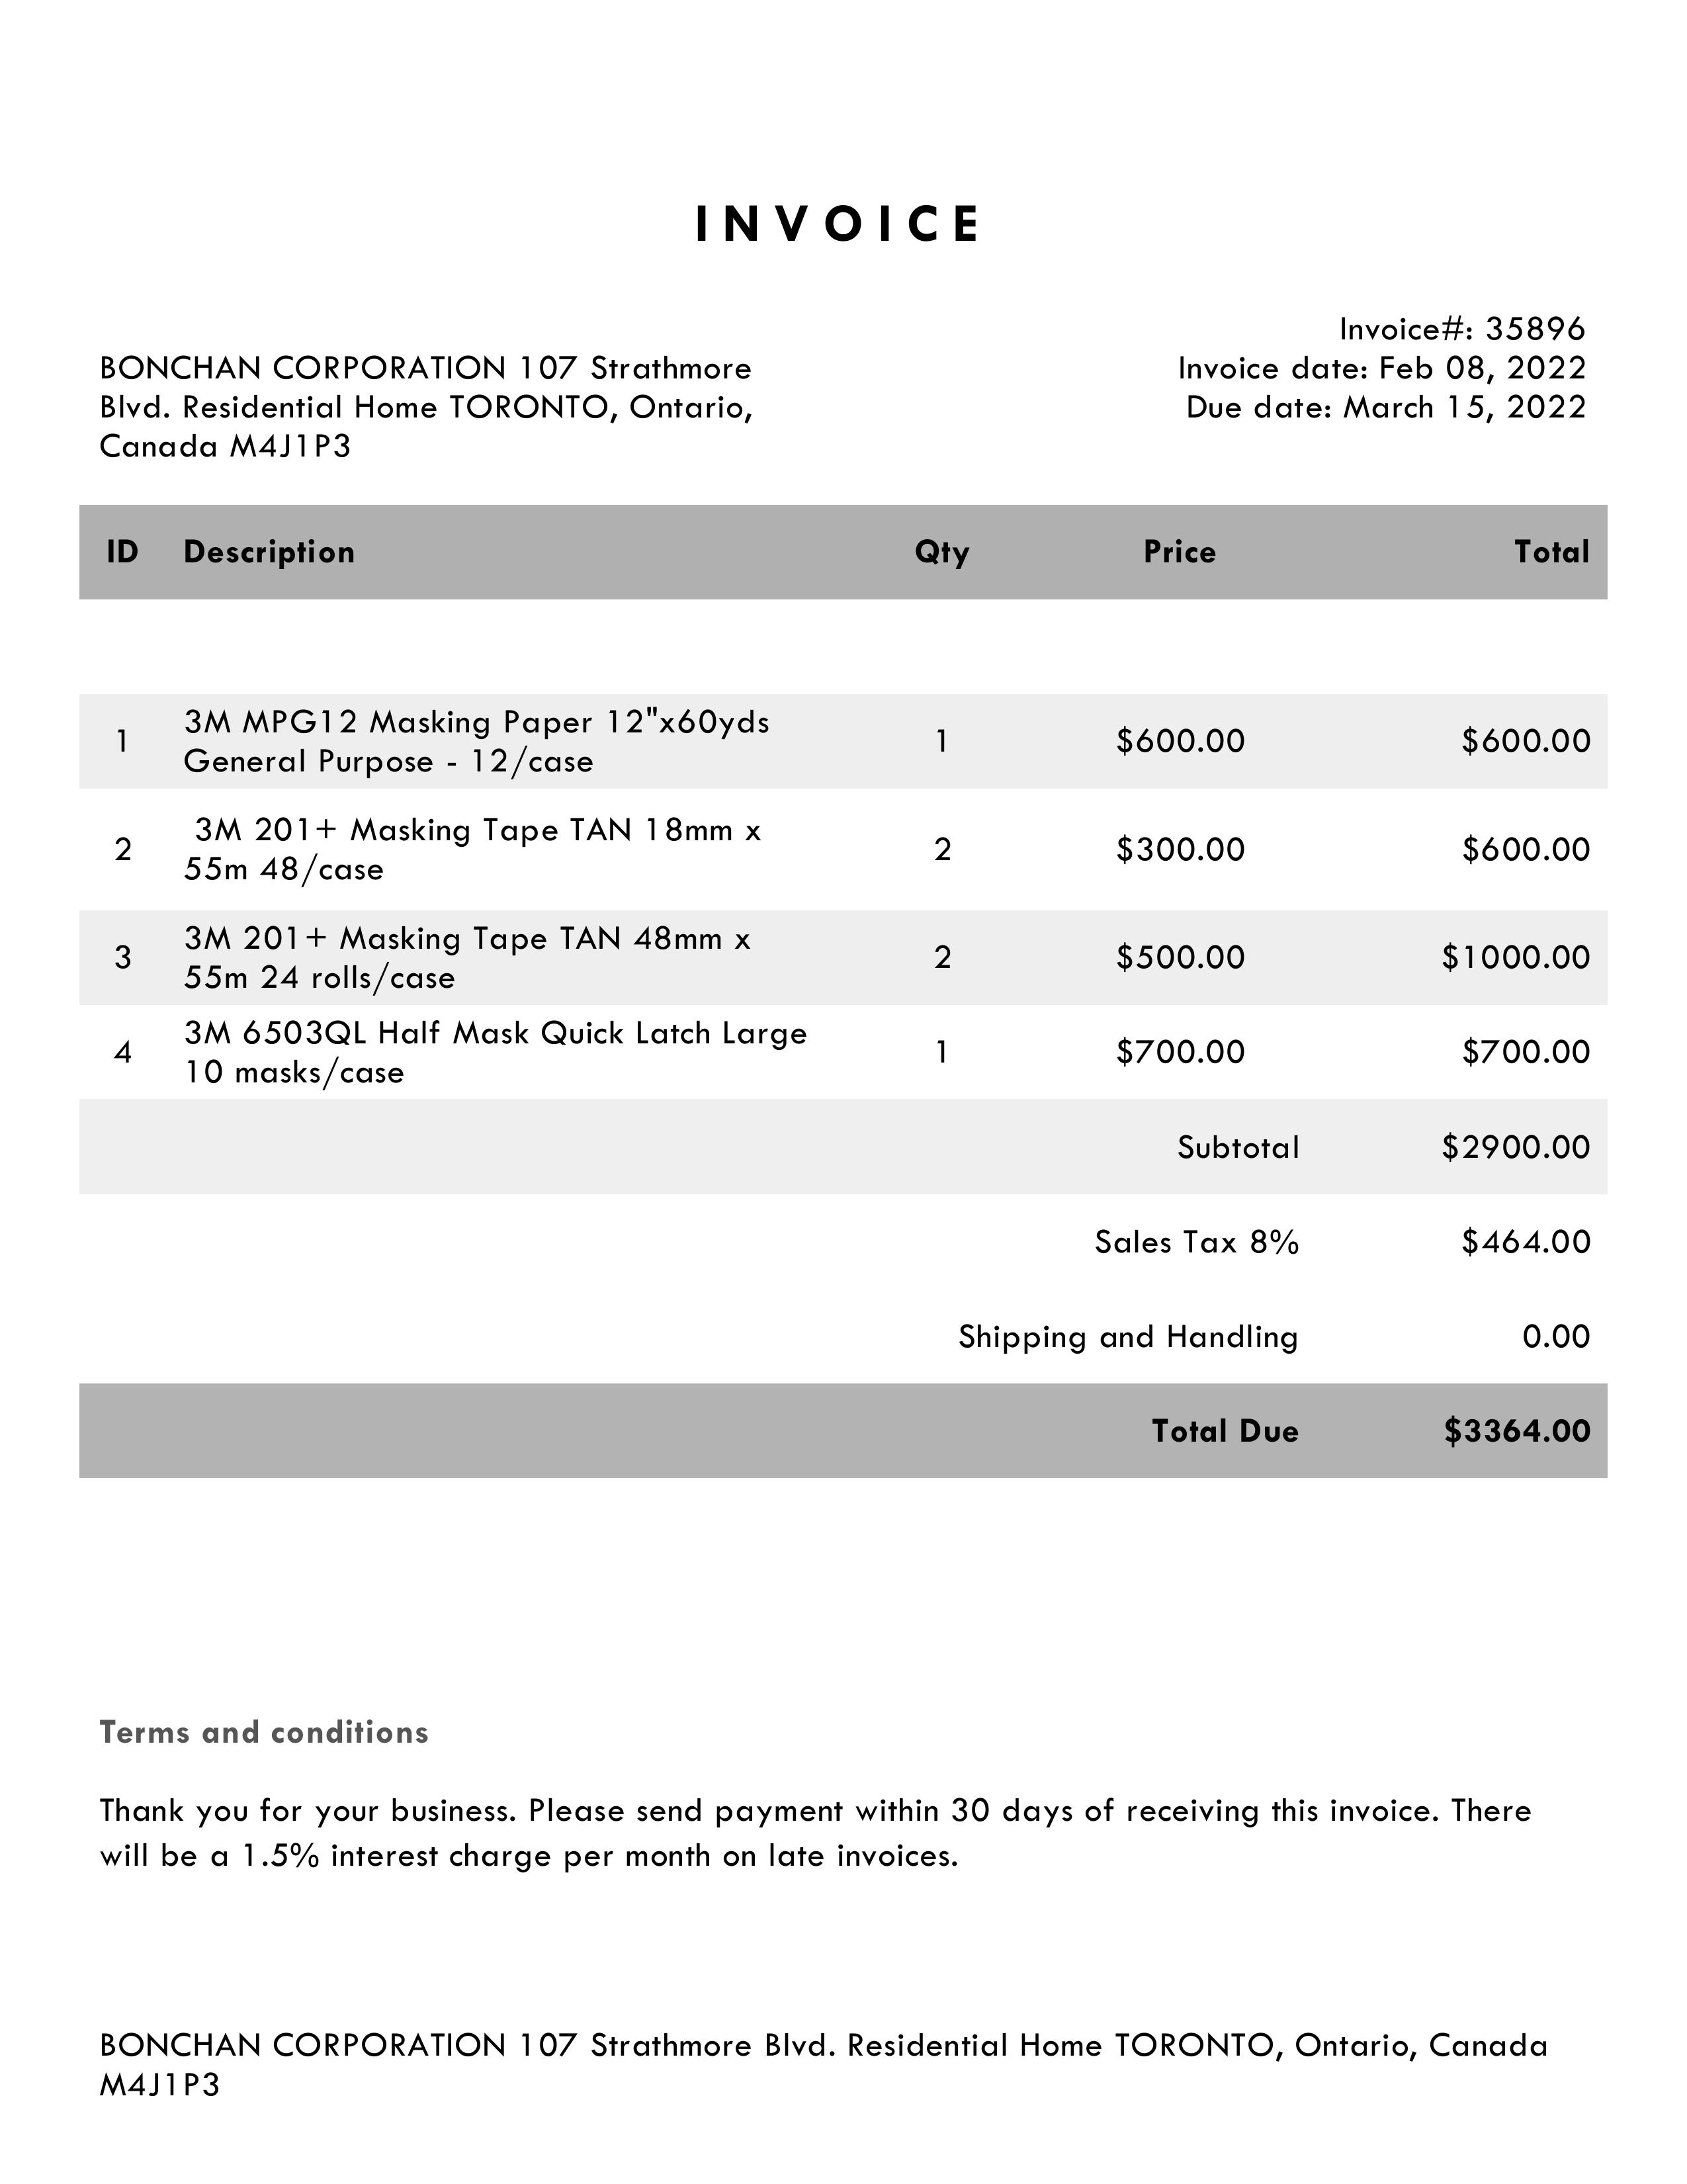 INVOICE
Invoice#: 35896
BONCHAN CORPORATION 107 Strathmore
Invoice date: Feb 08, 2022
Blvd. Residential Home TORONTO, Ontario,
Due date: March 15, 2022
Canada M4J1P3
ID Description Qty Price Total
3M MPG12 Masking Paper 12"x60yds
1 General Purpose - 12/case 1 $600.00 $600.00
3M 201+ Masking Tape TAN 18mm x
2 55m 48/case 2 $300.00 $600.00
3M 201+ Masking Tape TAN 48mm x
3 55m 24 rolls/case 2 $500.00 $1000.00
3M 6503QL Half Mask Quick Latch Large
4 10 masks/case 1 $700.00 $700.00
Subtotal $2900.00
Sales Tax 8% $464.00
Shipping and Handling 0.00
Total Due $3364.00
Terms and conditions
Thank you for your business. Please send payment within 30 days of receiving this invoice. There
will be a 1.5% interest charge per month on late invoices.
BONCHAN CORPORATION 107 Strathmore Blvd. Residential Home TORONTO, Ontario, Canada
M4J1P3